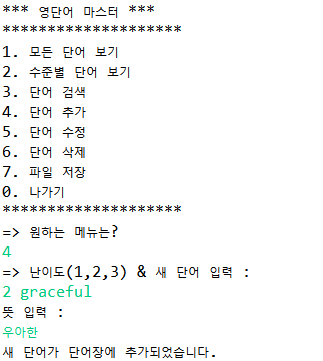 *** 영단어 마스터 ***
********************
1. 모든 단어 보기
2. 수준별 단어 보기
3. 단어 검색
4. 단어 추가
5. 단어 수정
6. 단어 삭제
7. 파일 저장
0. 나가기
********************
=> 원하는 메뉴는?
4
=> 난이도(1,2,3) & 새 단어 입력 :
2 graceful
뜻 입력 :
우아한
새 단어가 단어장에 추가되었습니다.